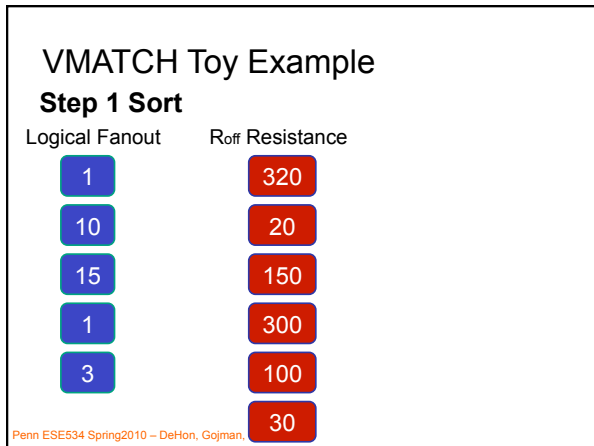 VMATCH Toy Example
Step 1 Sort
Logical Fanout Roff Resistance
1 320
10 20
15 150
1 300
3 100
30
Penn ESE534 Spring2010 – DeHon, Gojman,